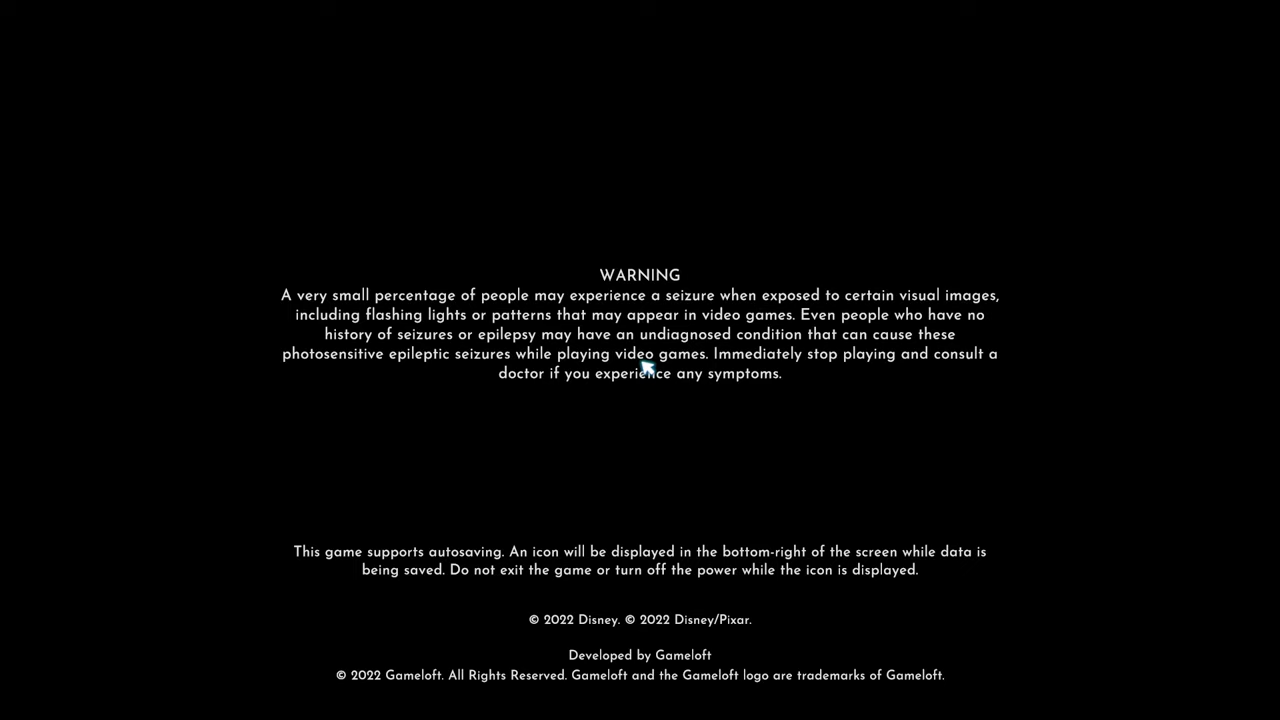 WARNING
A very small percentage of people may experience a seizure when exposed to certain visual images,
including flashing lights or patterns that may appear in video games. Even people who have no
history of seizures or epilepsy may have an undiagnosed condition that can cause these
photosensitive epileptic seizures while playing video games. Immediately stop playing and consult a
doctor if you experience any symptoms.
This game supports autosaving. An icon will be displayed in the bottom-right of the screen while data is
being saved. Do not exit the game or turn off the power while the icon is displayed.
© 2022 Disney. © 2022 Disney/Pixar.
Developed by Gameloft
© 2022 Gameloft. All Rights Reserved. Gameloft and the Gameloft logo are trademarks of Gameloft.